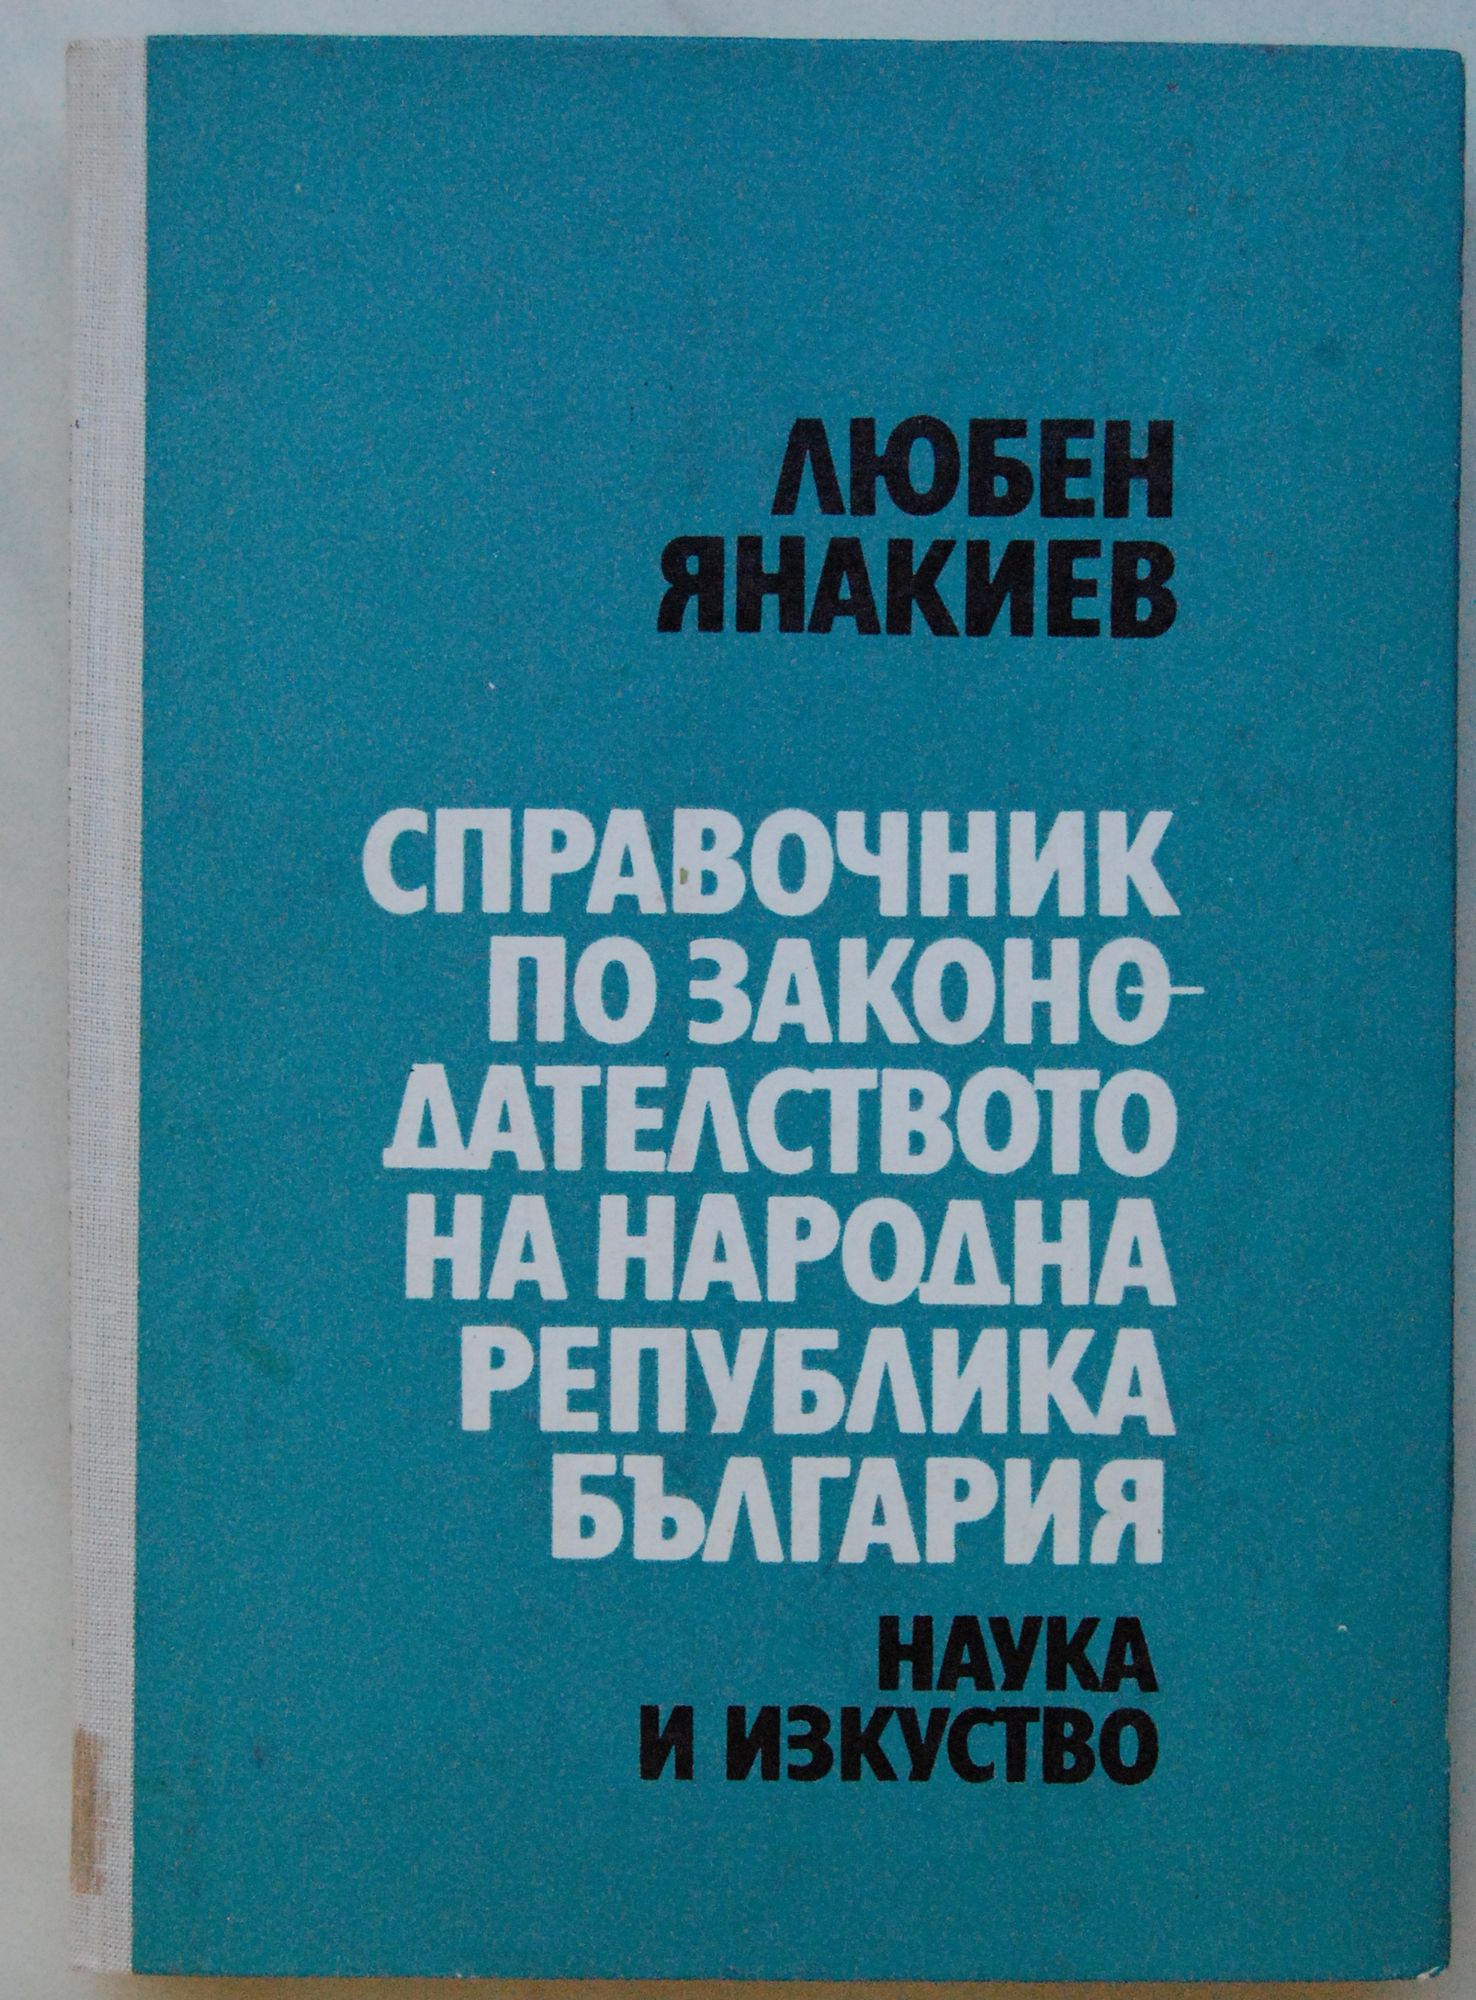 ЛЮБЕН
ЯНАКИЕВ
СПРАВОЧНИК
ПО ЗАКОНО-
ДАТЕЛСТВОТО
НА НАРОДНА
РЕПУБЛИКА
БЪЛГАРИЯ
НАУКА
И ИЗКУСТВО